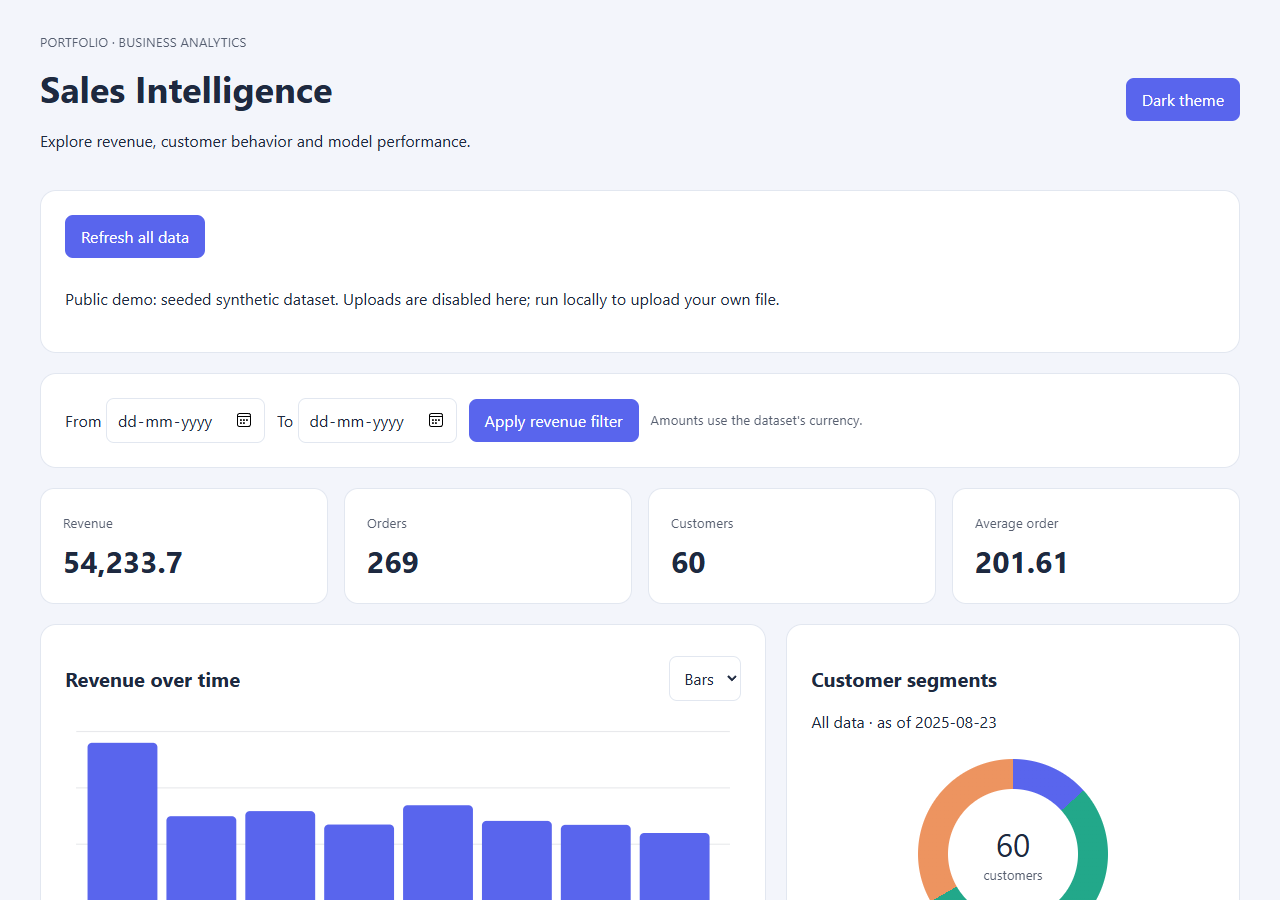 PORTFOLIO · BUSINESS ANALYTICS
Sales Intelligence
Dark theme
Explore revenue, customer behavior and model performance.
Refresh all data
Public demo: seeded synthetic dataset. Uploads are disabled here; run locally to upload your own file.
From dd-mm-yyyy To dd-mm-yyyy Apply revenue filter Amounts use the dataset's currency.
Revenue
54,233.7
Orders
269
Customers
60
Average order
201.61
Revenue over time
Bars
Customer segments
All data · as of 2025-08-23
60
customers